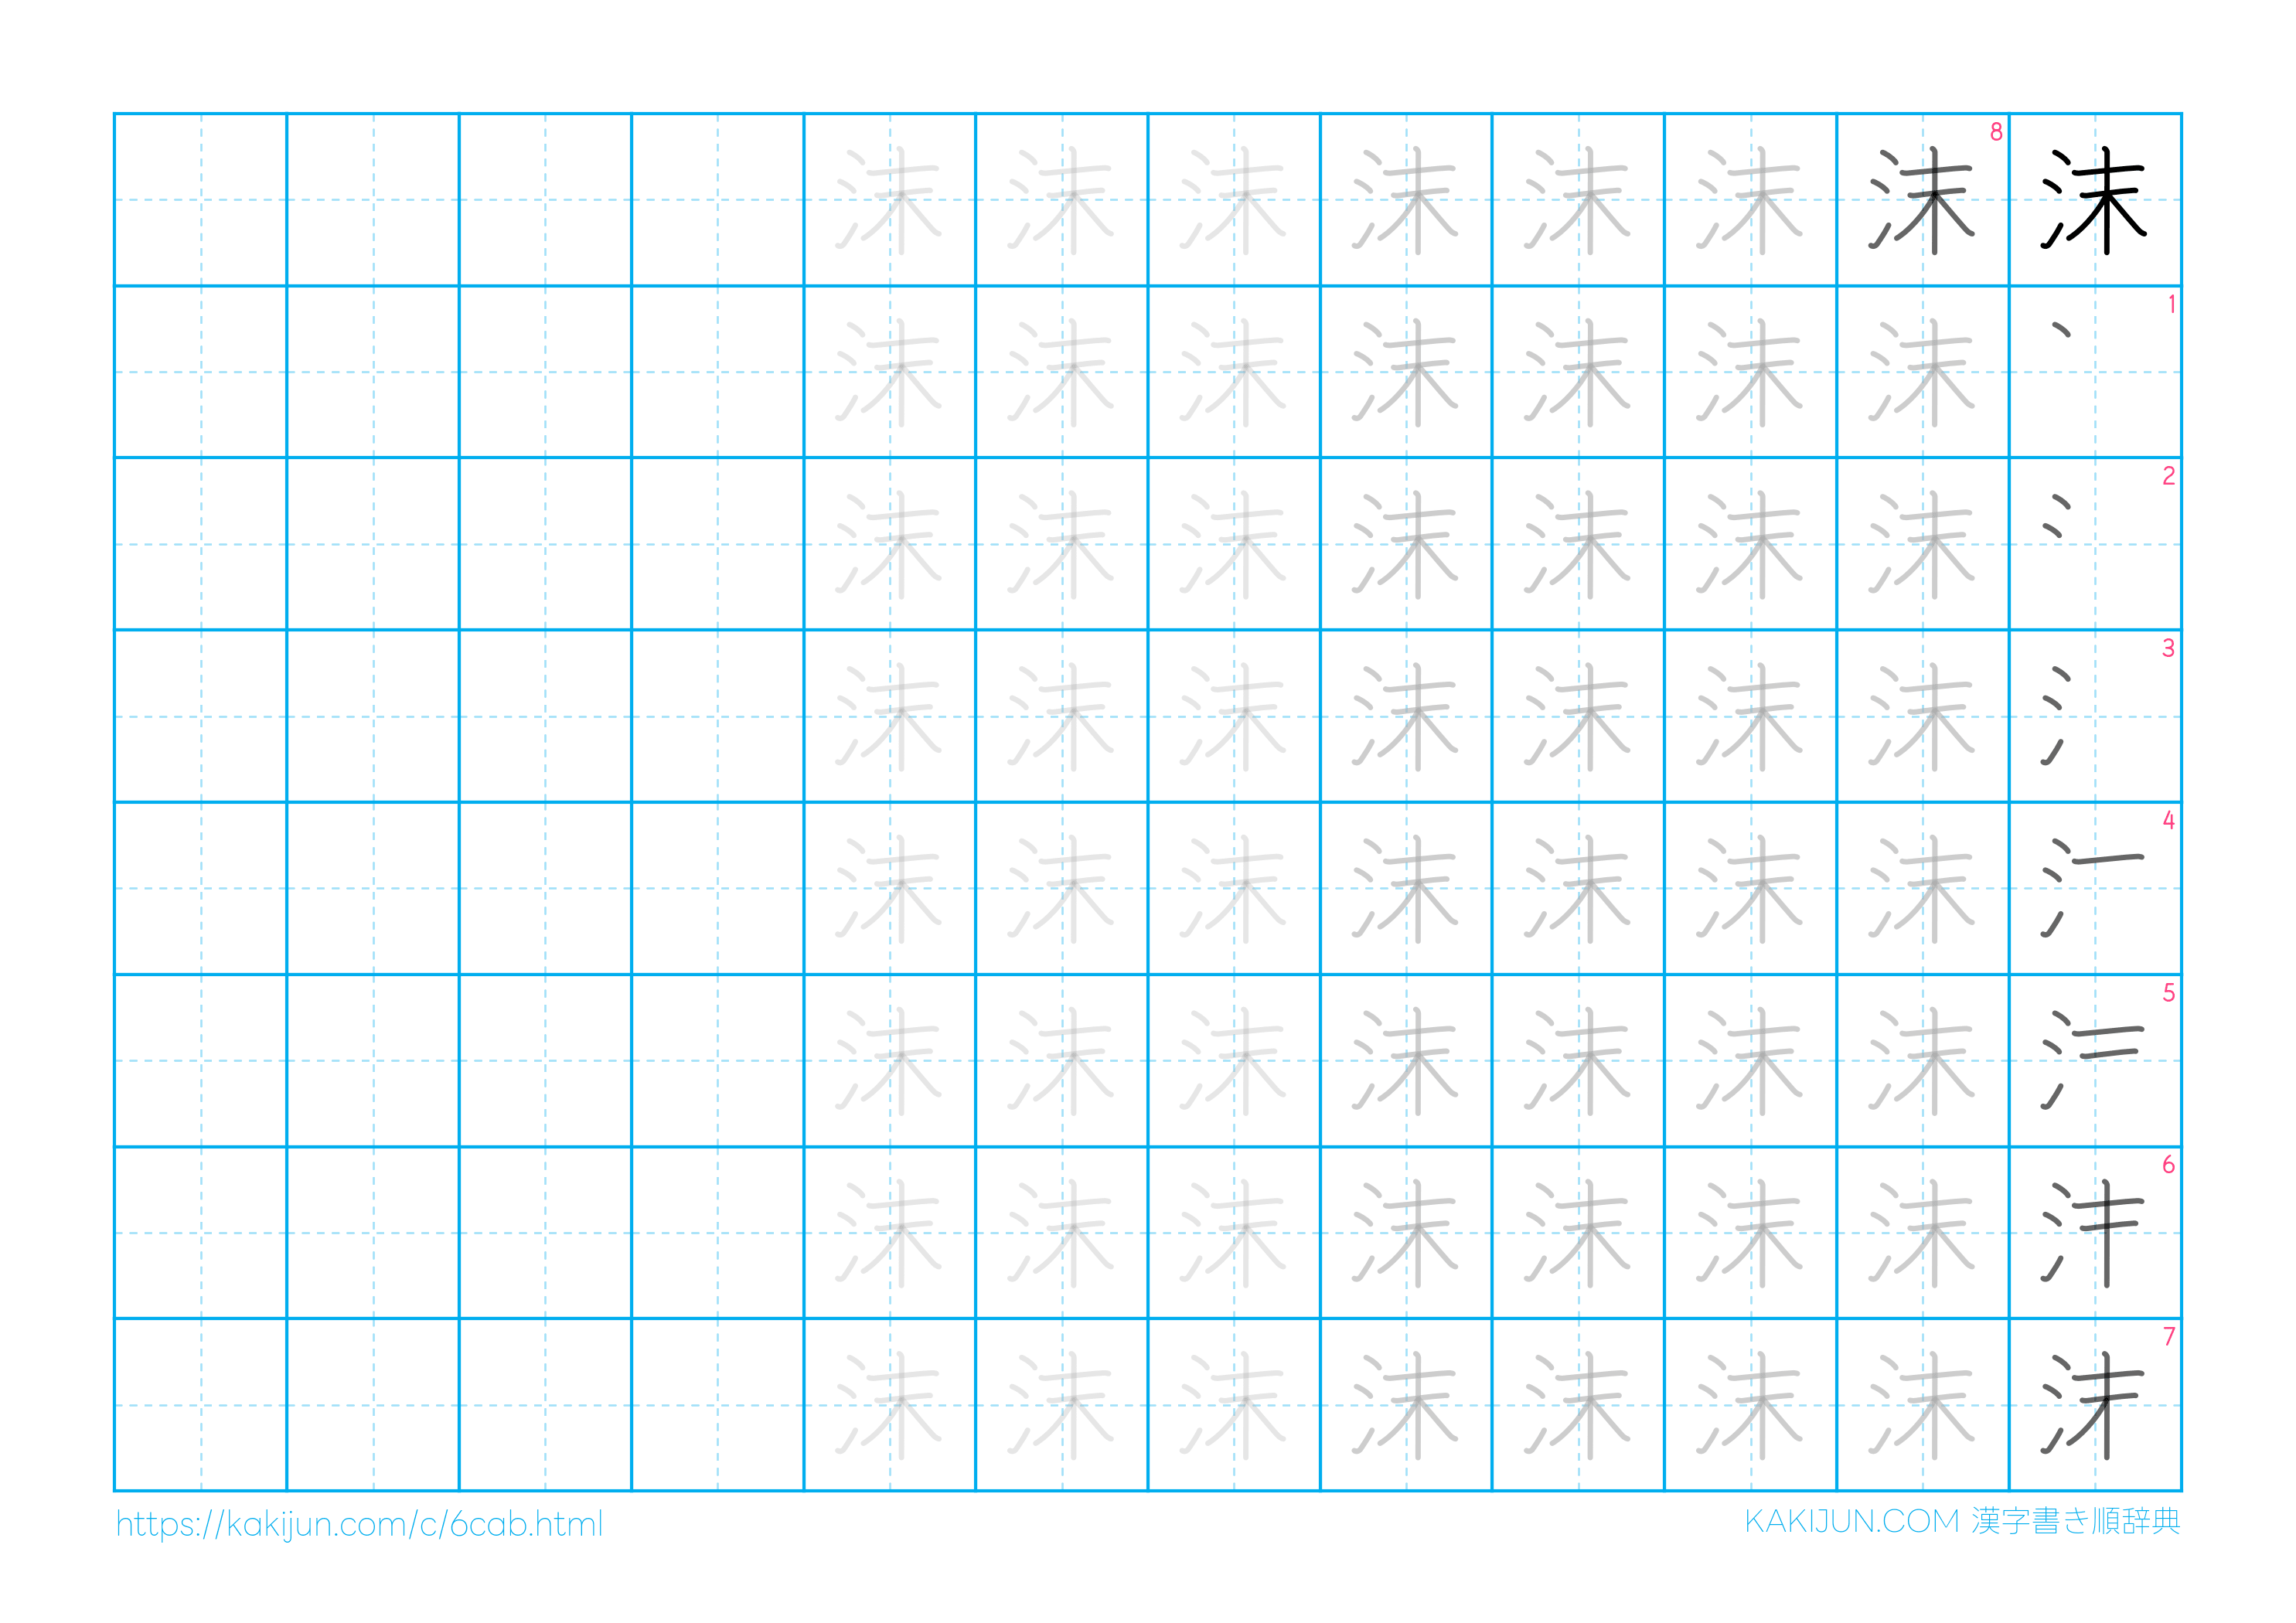 沫 沫 沫 沫 沫 沫 沫 8 沫
沫 沫 沫 沫 沫 沫 沫 1
沫 沫 沫 沫 沫 沫 沫 2
沫 沫 沫 沫 沫 沫 沫 3
沫 沫 沫 沫 沫 沫 沫 4
沫 沫 沫 沫 沫 沫 沫 5
沫 沫 沫 沫 沫 沫 沫 6
沫 沫 沫 沫 沫 沫 沫 7
https://kakijun.com/c/6cab.html
KAKIJUN.COM 漢字書き順辞典